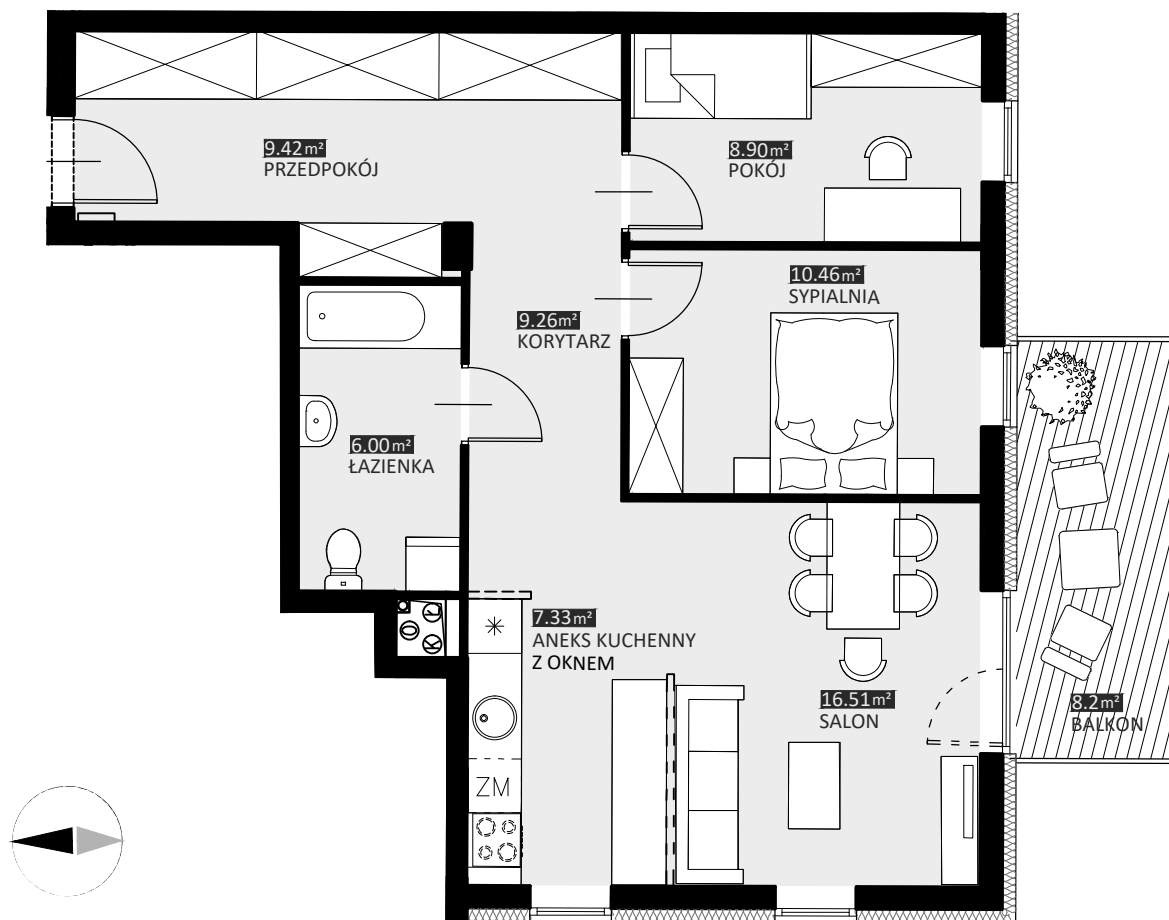 9.42 m²
PRZEDPOKÓJ
8.90 m²
POKÓJ
10.46 m²
SYPIALNIA
9.26 m²
KORYTARZ
6.00 m²
ŁAZIENKA
7.33 m²
ANEKS KUCHENNY
Z OKNEM
16.51 m²
SALON
8.2 m²
BALKON
ZM